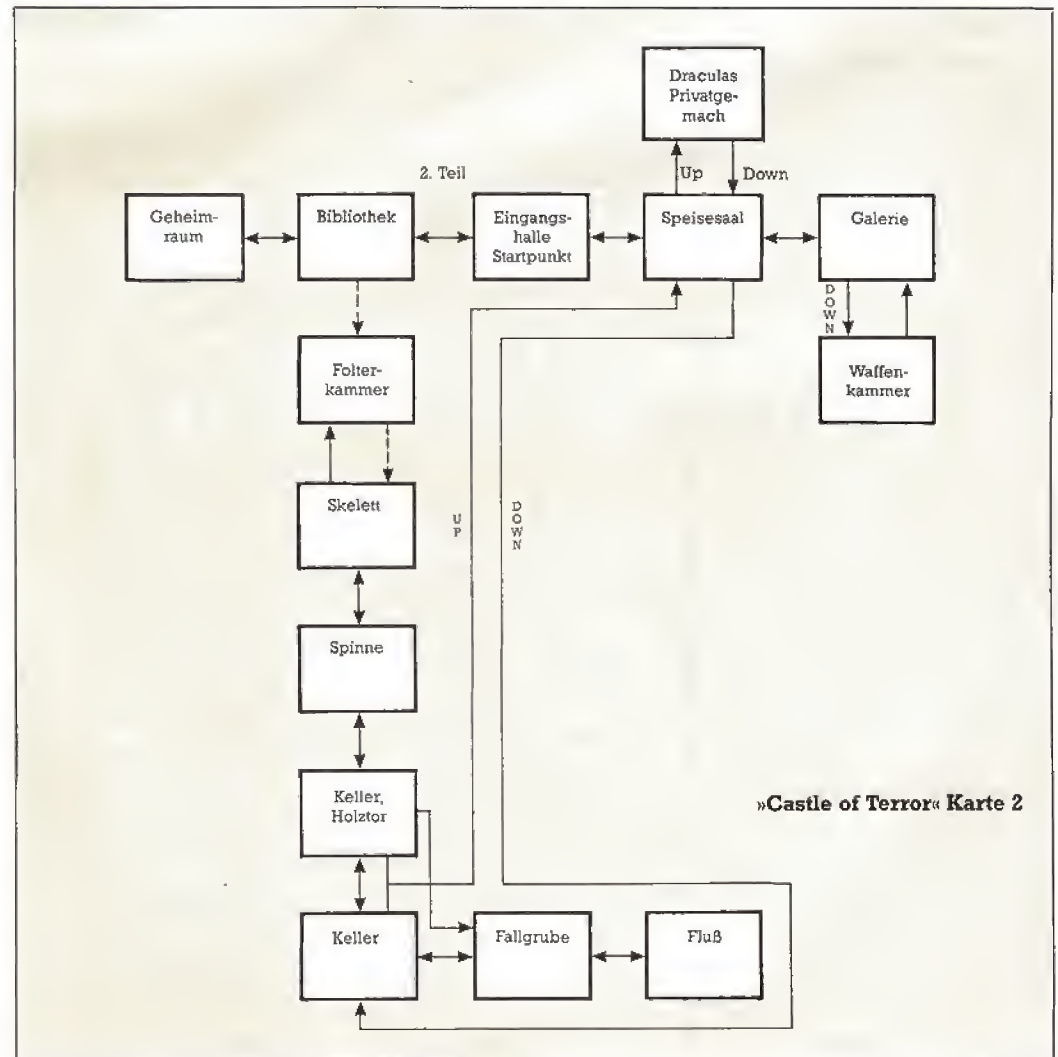 Draculas
Privatge-
mach
2. Teil
Up
Down
Geheim-
raum
Bibliothek
Eingangs-
halle
Startpunkt
Speisesaal
Galerie
DOWN
Folter-
kammer
Waffen-
kammer
Skelett
UP
DOWN
Spinne
Keller,
Holztor
»Castle of Terror« Karte 2
Keller
Fallgrube
Fluß